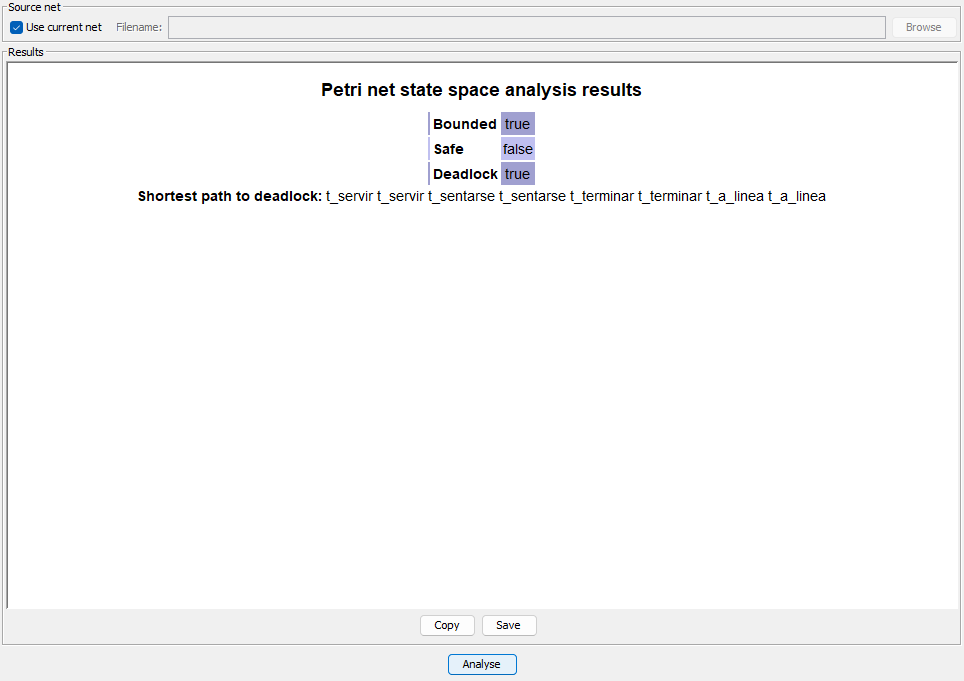 Source net
Use current net Filename: Browse
Results
Petri net state space analysis results
Bounded true
Safe false
Deadlock true
Shortest path to deadlock: t_servir t_servir t_sentarse t_sentarse t_terminar t_terminar t_a_linea t_a_linea
Copy Save
Analyse